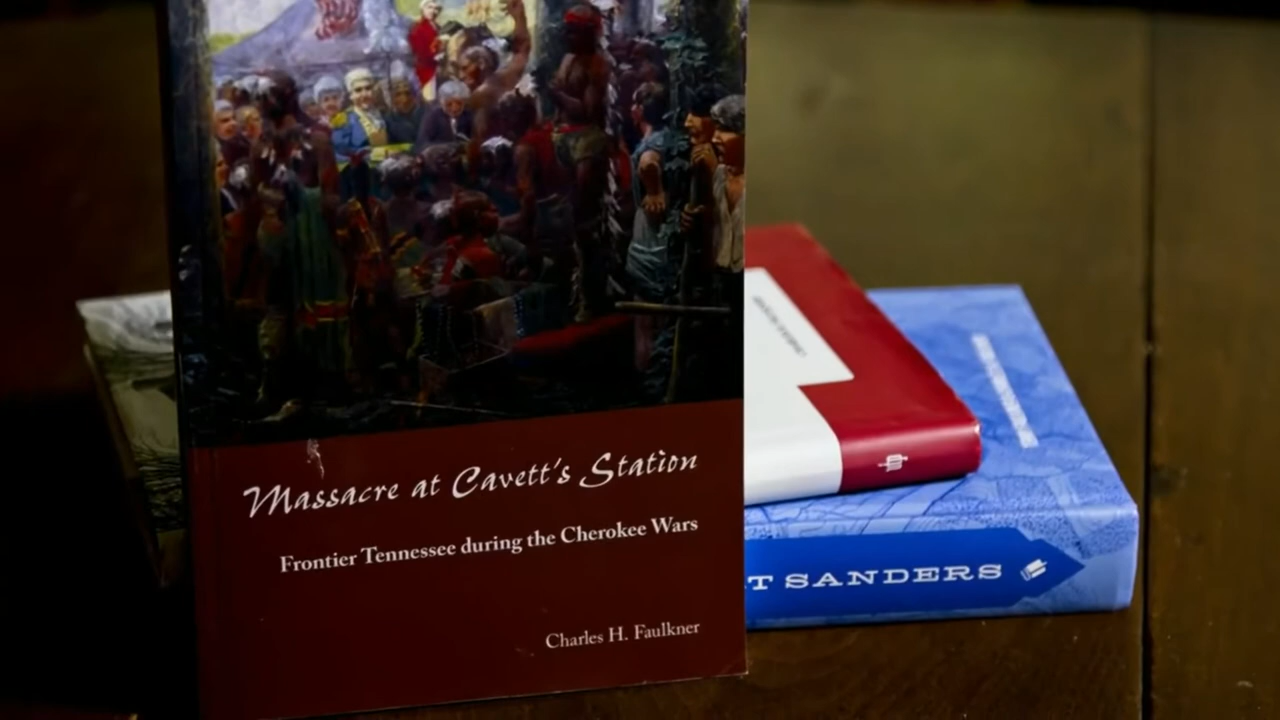 Massacre at Cavett's Station
Frontier Tennessee during the Cherokee Wars
Charles H. Faulkner
T SANDERS